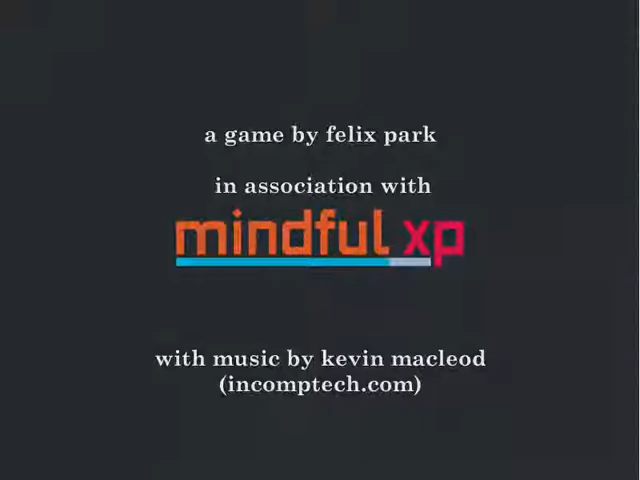 a game by felix park
in association with
mindful xp
with music by kevin macleod
(incomptech.com)